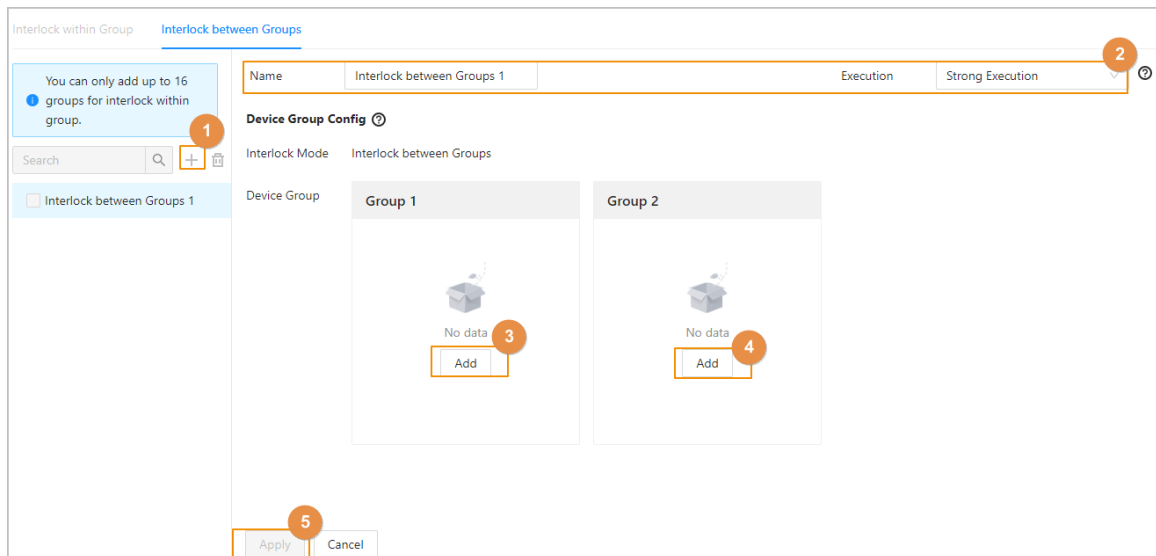 Interlock within Group Interlock between Groups
2
You can only add up to 16
groups for interlock within
group.
Name Interlock between Groups 1 Execution Strong Execution
1
Device Group Config
Search
Interlock Mode Interlock between Groups
Interlock between Groups 1
Device Group
Group 1 Group 2
No data 3
Add
No data 4
Add
5
Apply Cancel